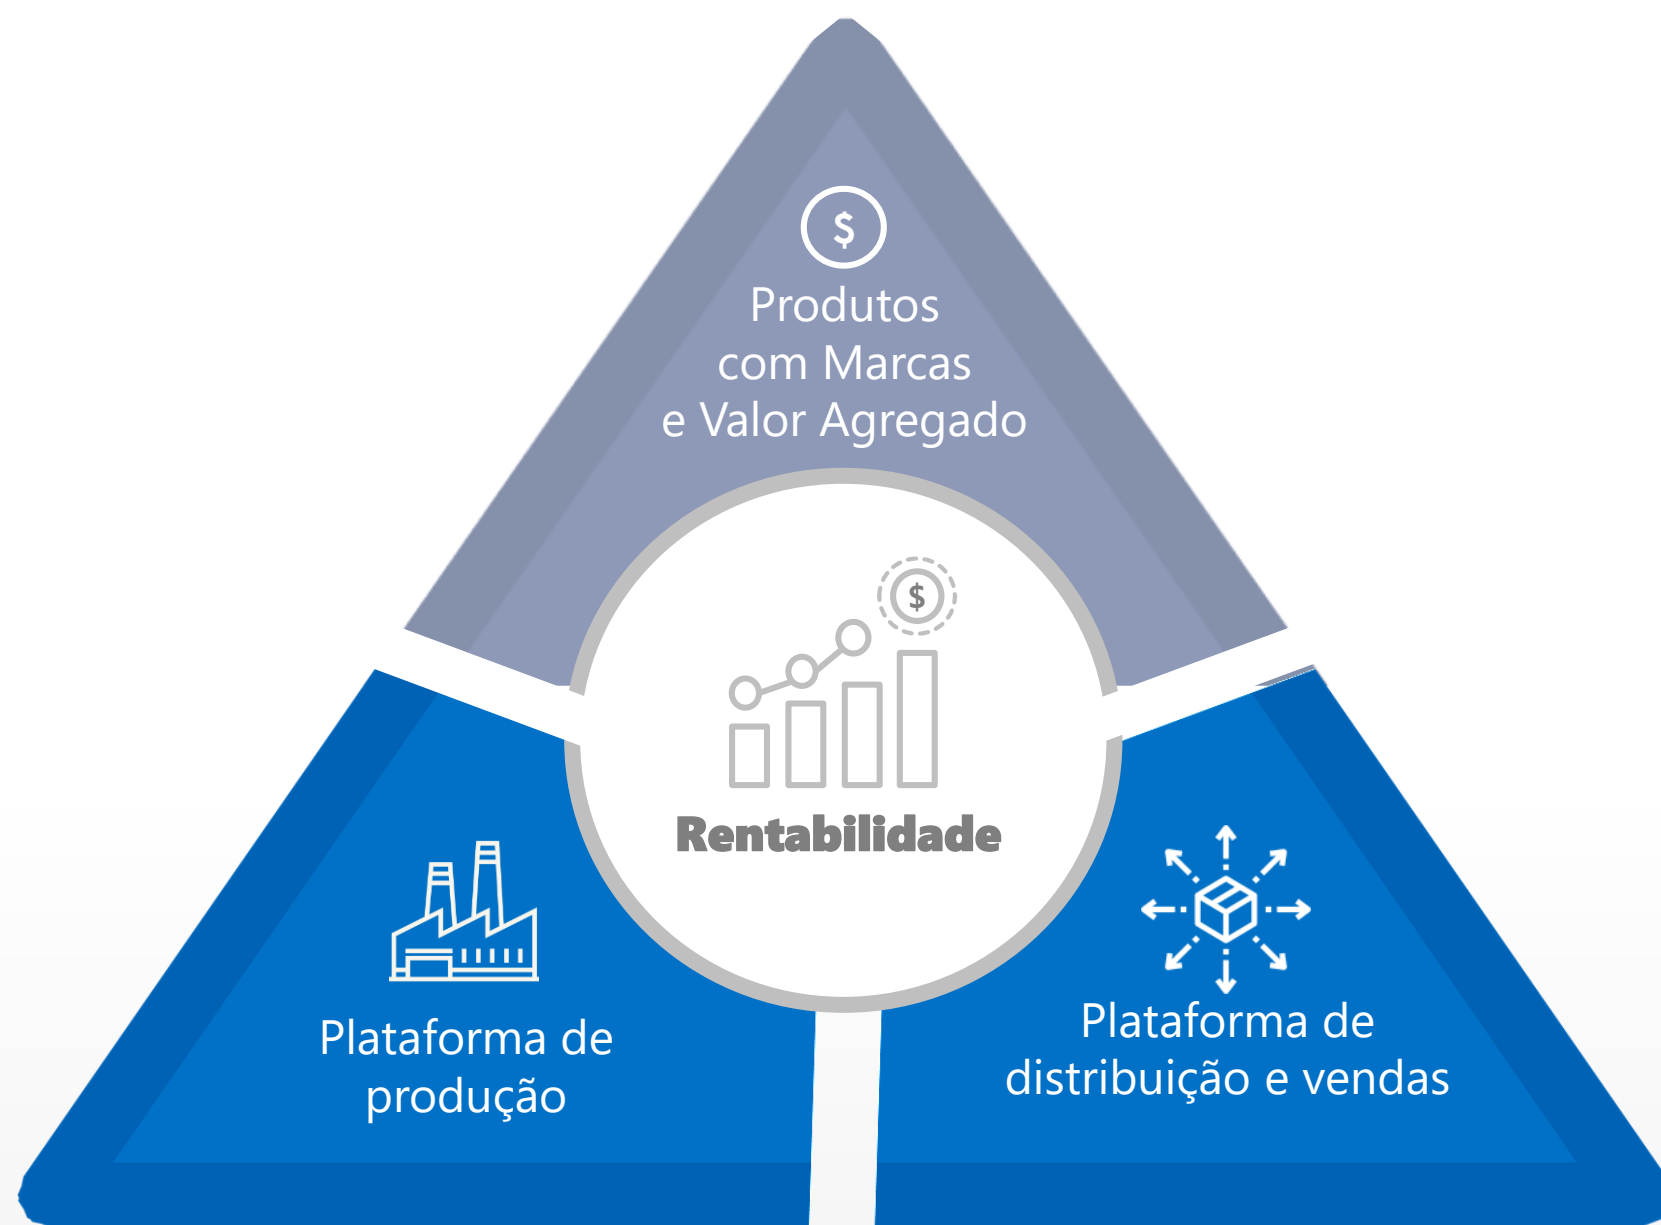 $
Produtos
com Marcas
e Valor Agregado
$
Rentabilidade
Plataforma de
produção
Plataforma de
distribuição e vendas